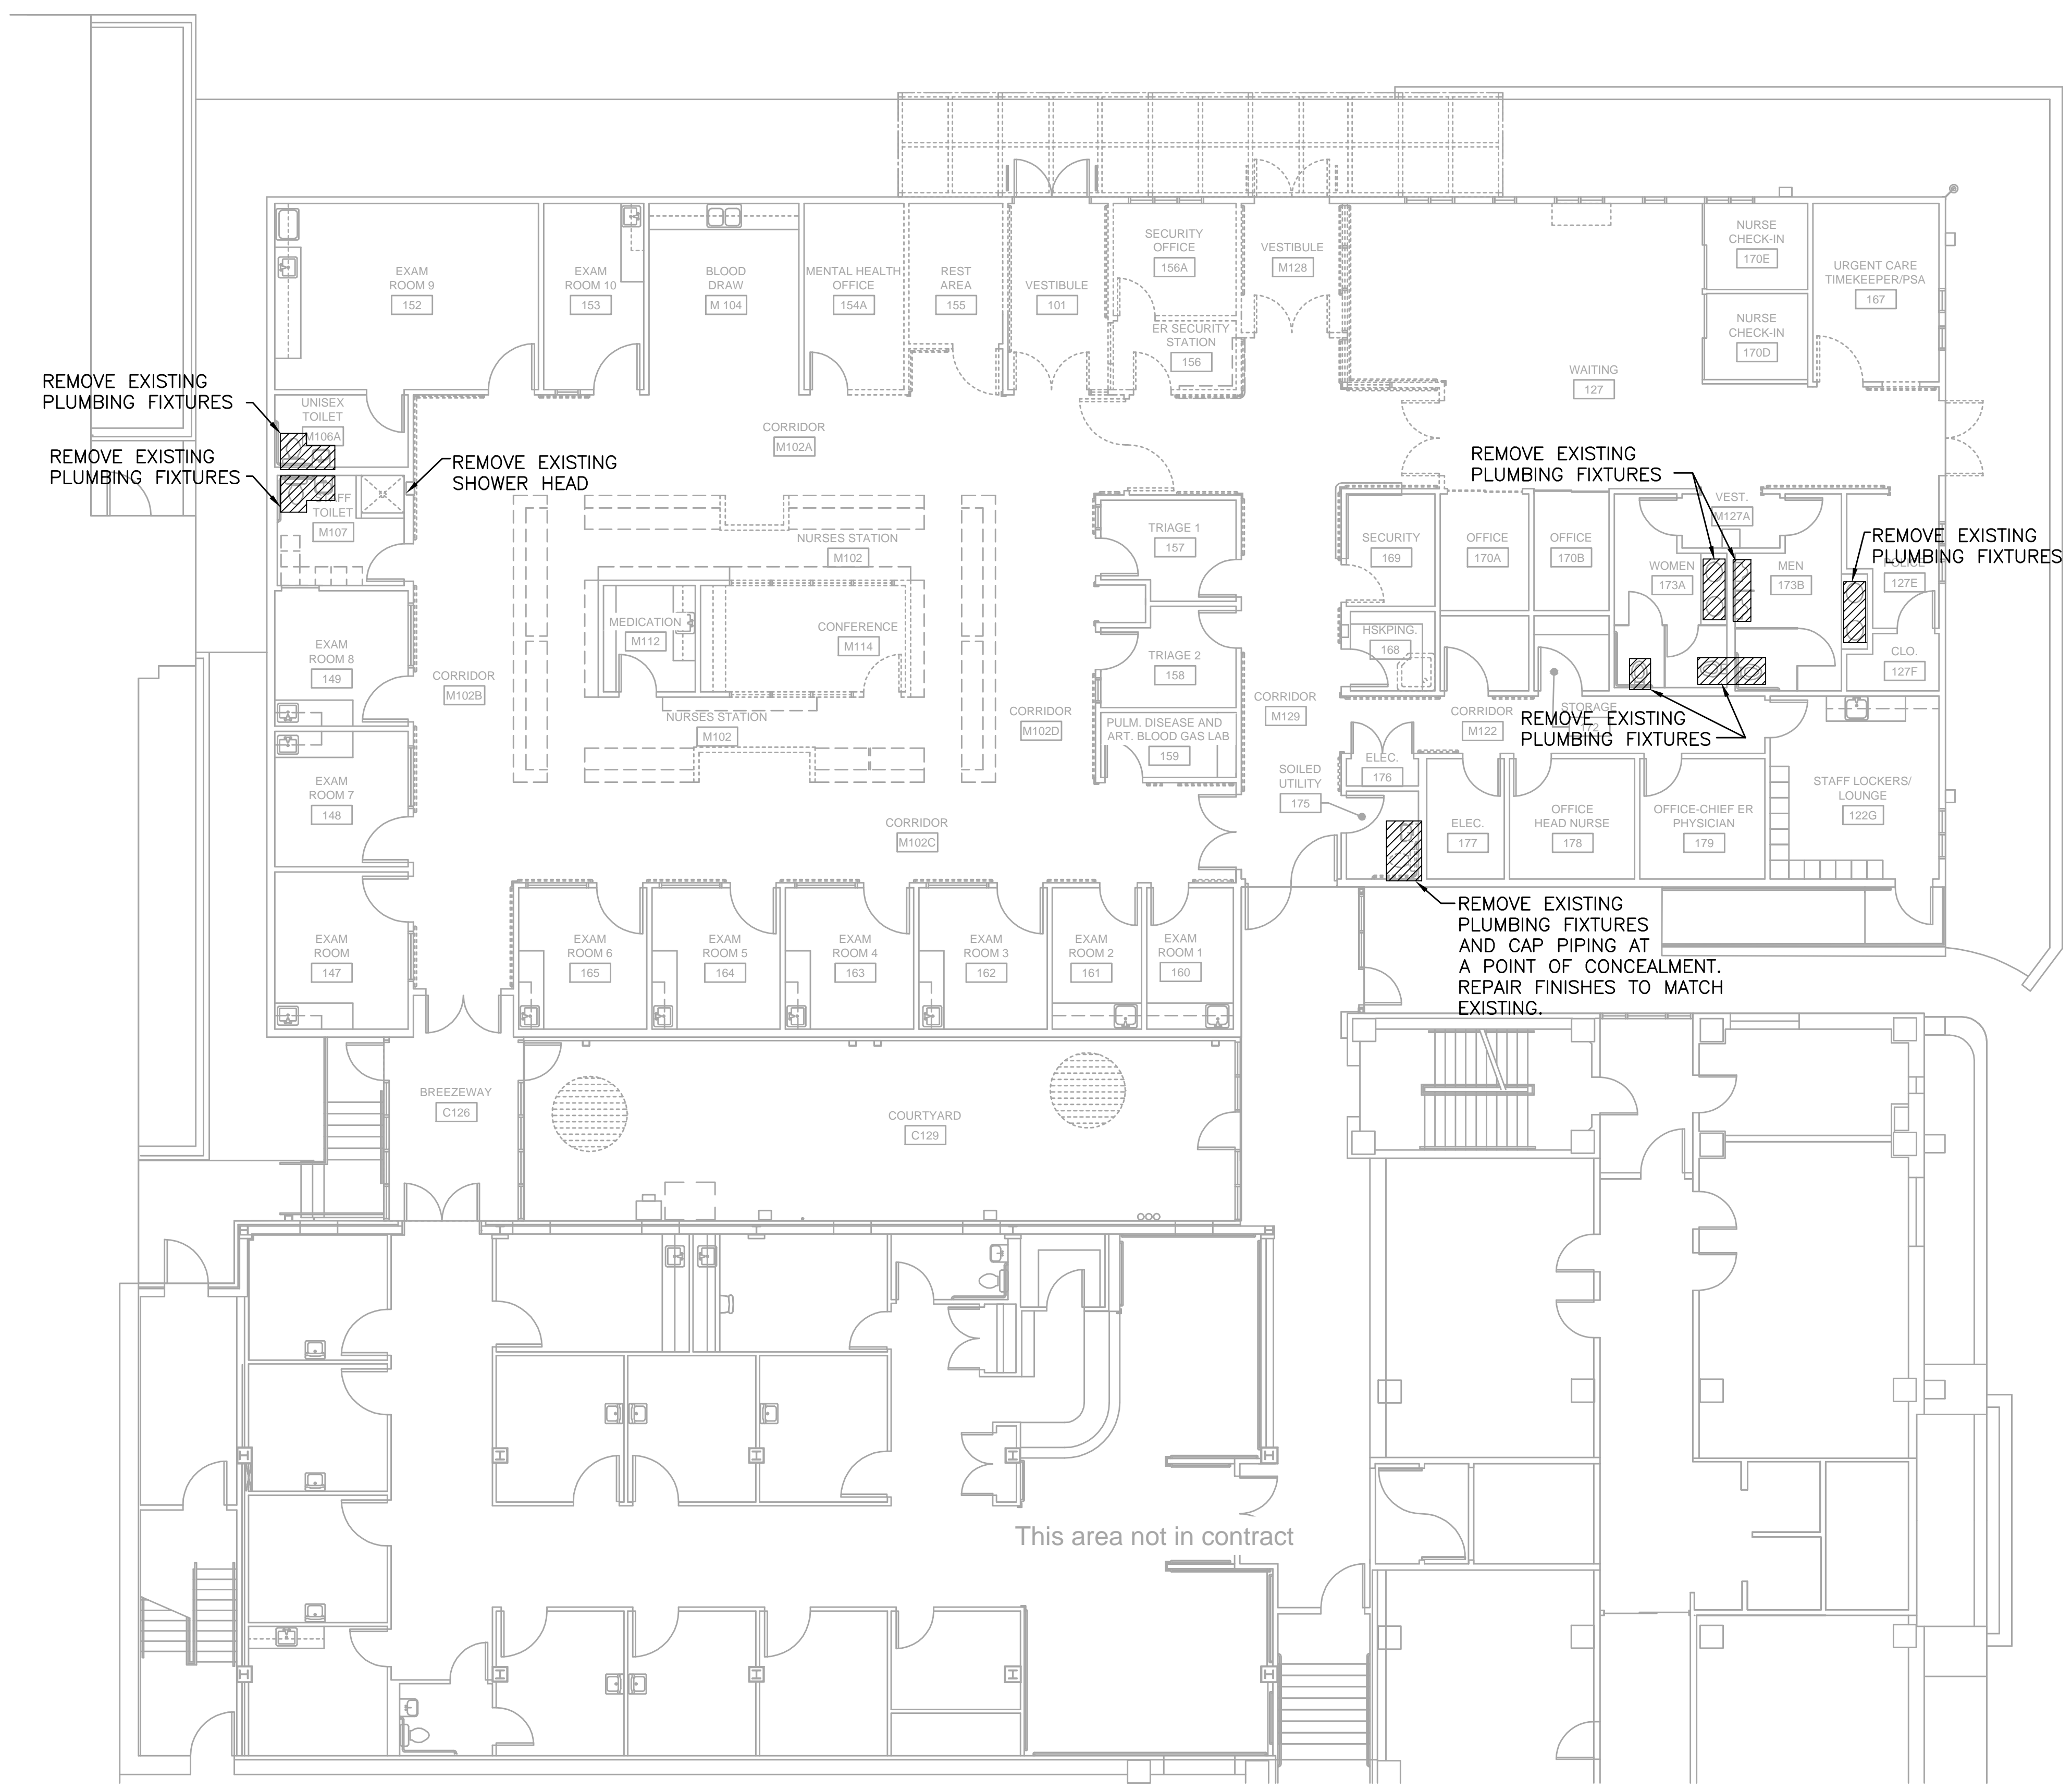 EXAM
ROOM 9
152
EXAM
ROOM 10
153
BLOOD
DRAW
M 104
MENTAL HEALTH
OFFICE
154A
REST
AREA
155
VESTIBULE
101
SECURITY
OFFICE
156A
ER SECURITY
STATION
156
VESTIBULE
M128
WAITING
127
NURSE
CHECK-IN
170E
NURSE
CHECK-IN
170D
URGENT CARE
TIMEKEEPER/PSA
167
REMOVE EXISTING
PLUMBING FIXTURES
UNISEX
TOILET
M106A
REMOVE EXISTING
PLUMBING FIXTURES
TOILET
M107
REMOVE EXISTING
SHOWER HEAD
CORRIDOR
M102A
NURSES STATION
M102
MEDICATION
M112
CONFERENCE
M114
NURSES STATION
M102
CORRIDOR
M102B
CORRIDOR
M102D
CORRIDOR
M102C
TRIAGE 1
157
TRIAGE 2
158
PULM. DISEASE AND
ART. BLOOD GAS LAB
159
CORRIDOR
M129
SECURITY
169
OFFICE
170A
OFFICE
170B
REMOVE EXISTING
PLUMBING FIXTURES
VEST.
M127A
WOMEN
173A
MEN
173B
REMOVE EXISTING
PLUMBING FIXTURES
POLICE
127E
CLO.
127F
HSKPING.
168
CORRIDOR
M122
STORAGE
172
REMOVE EXISTING
PLUMBING FIXTURES
ELEC.
176
SOILED
UTILITY
175
ELEC.
177
OFFICE
HEAD NURSE
178
OFFICE-CHIEF ER
PHYSICIAN
179
STAFF LOCKERS/
LOUNGE
122G
REMOVE EXISTING
PLUMBING FIXTURES
AND CAP PIPING AT
A POINT OF CONCEALMENT.
REPAIR FINISHES TO MATCH
EXISTING.
EXAM
ROOM 8
149
EXAM
ROOM 7
148
EXAM
ROOM
147
EXAM
ROOM 6
165
EXAM
ROOM 5
164
EXAM
ROOM 4
163
EXAM
ROOM 3
162
EXAM
ROOM 2
161
EXAM
ROOM 1
160
BREEZEWAY
C126
COURTYARD
C129
This area not in contract